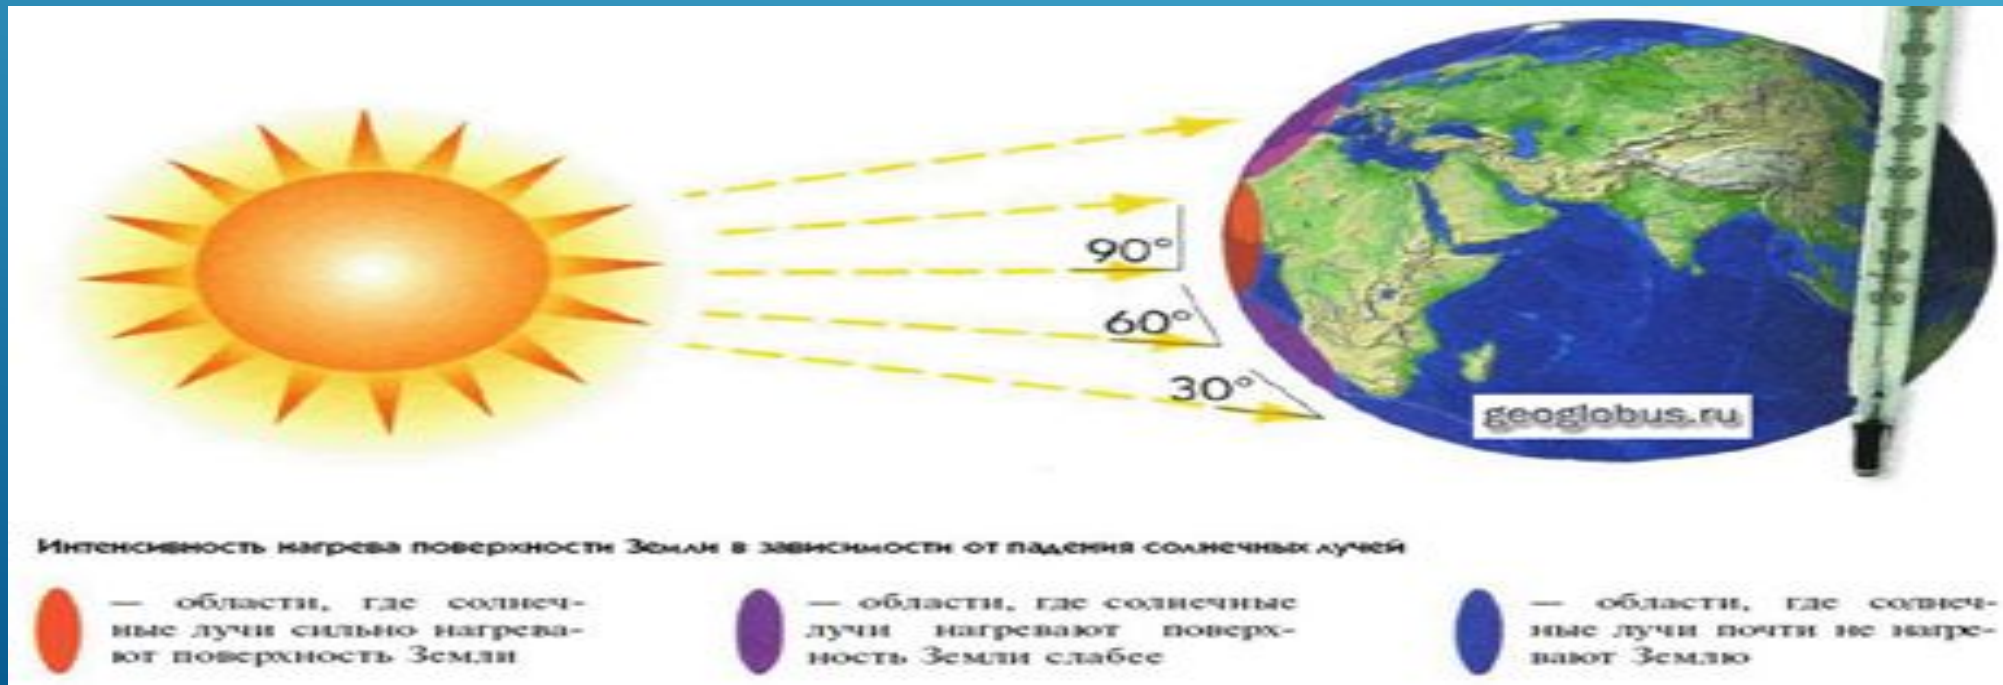 90°
60°
30°
geoglobus.ru
Интенсивность нагрева поверхности Земли в зависимости от падения солнечных лучей
— области, где солнеч-
ные лучи сильно нагрева-
ют поверхность Земли
— области, где солнечные
лучи нагревают поверх-
ность Земли слабее
— области, где солнеч-
ные лучи почти не нагре-
вают Землю